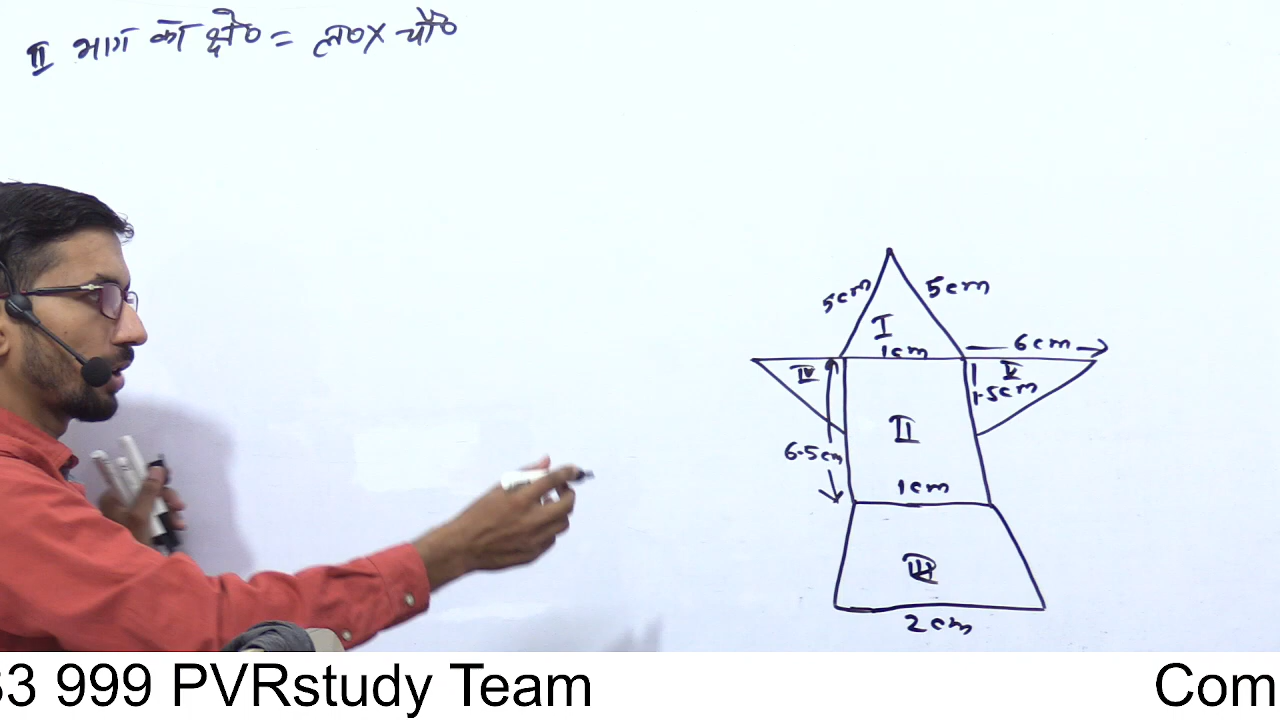 II भाग का क्षे० = ल० x चौ०
5cm
5cm
I
1cm
6cm
IV
V
1.5cm
II
6.5cm
1cm
III
2cm
33 999 PVRstudy Team
Com